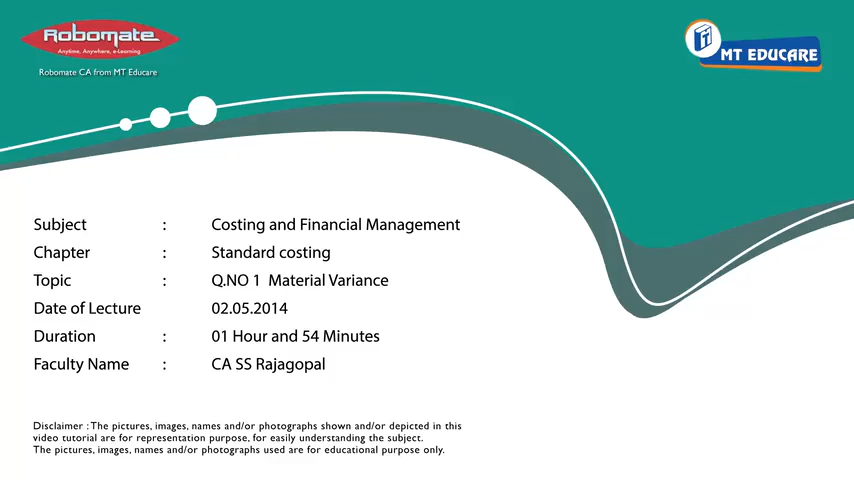 Robomate
Anytime, Anywhere, e-Learning
Robomate CA from MT Educare
MT EDUCARE
Subject : Costing and Financial Management
Chapter : Standard costing
Topic : Q.NO 1 Material Variance
Date of Lecture 02.05.2014
Duration : 01 Hour and 54 Minutes
Faculty Name : CA SS Rajagopal
Disclaimer : The pictures, images, names and/or photographs shown and/or depicted in this
video tutorial are for representation purpose, for easily understanding the subject.
The pictures, images, names and/or photographs used are for educational purpose only.